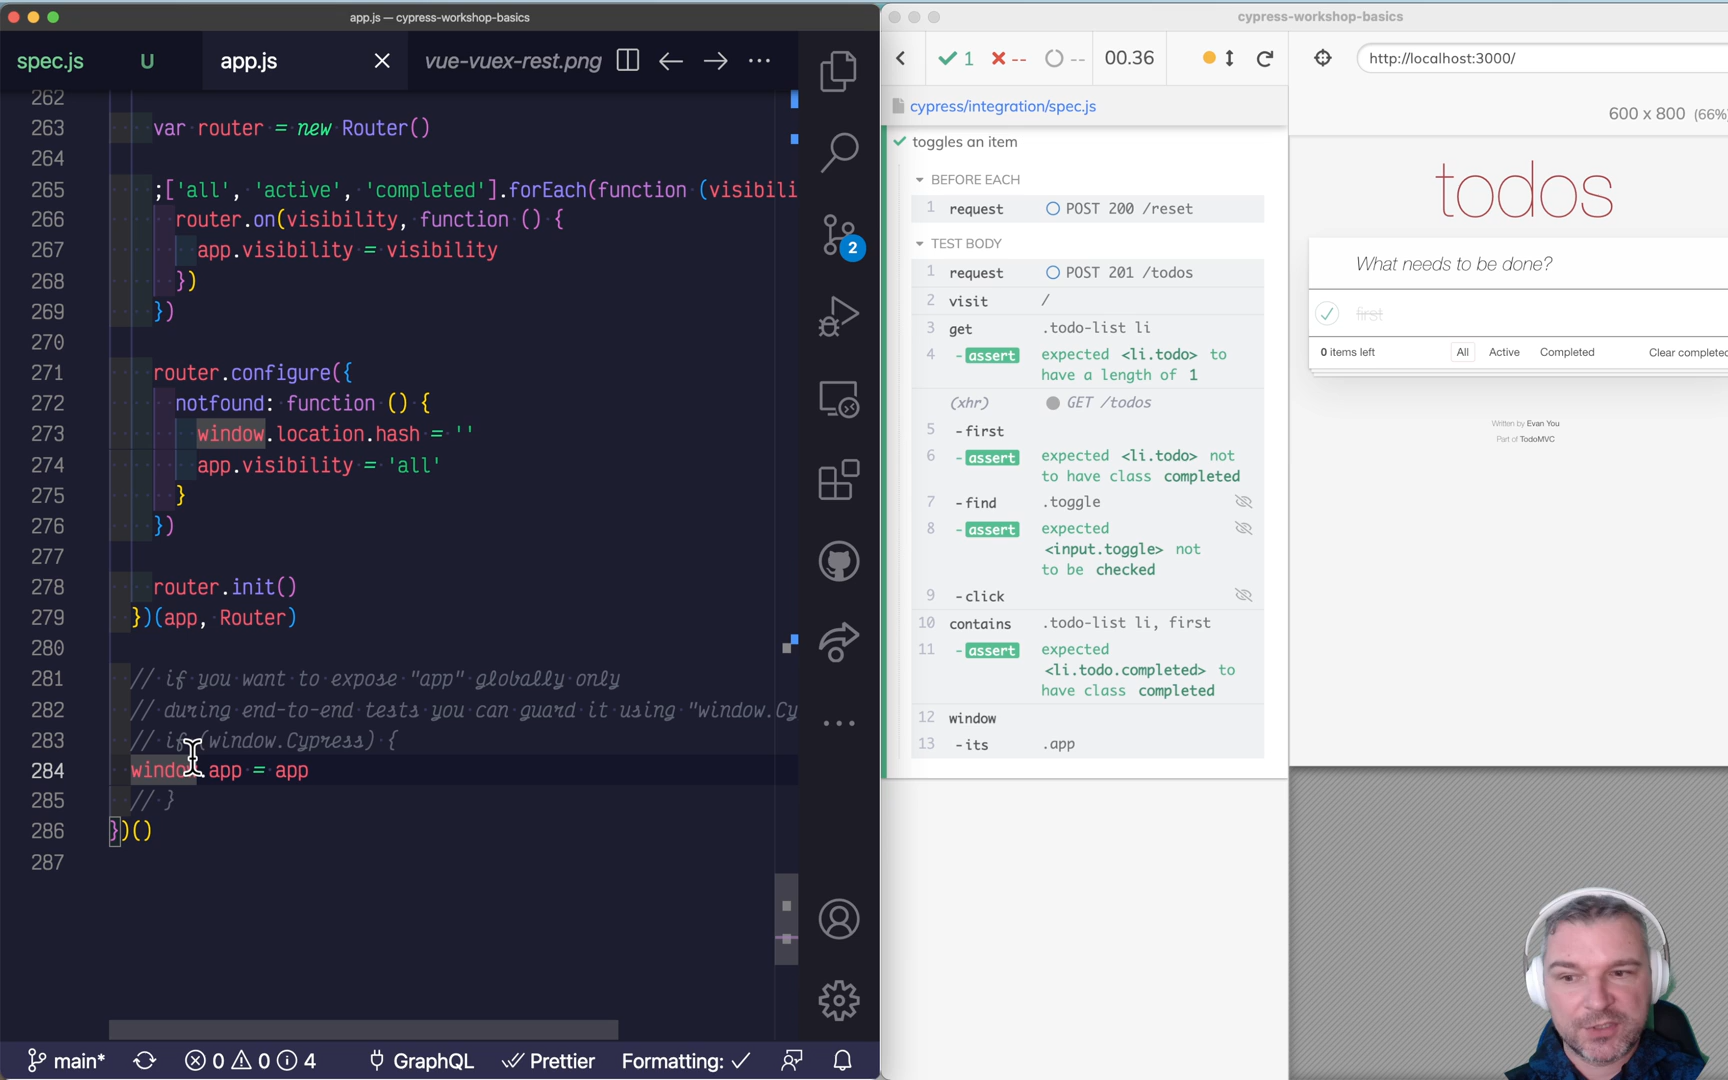 app.js — cypress-workshop-basics
spec.js U app.js vue-vuex-rest.png
262
263 var router = new Router()
264
265 ;['all', 'active', 'completed'].forEach(function (visibili
266 router.on(visibility, function () {
267 app.visibility = visibility
268 })
269 })
270
271 router.configure({
272 notfound: function () {
273 window.location.hash = ''
274 app.visibility = 'all'
275 }
276 })
277
278 router.init()
279 })(app, Router)
280
281 // if you want to expose "app" globally only
282 // during end-to-end tests you can guard it using "window.Cy
283 // if (window.Cypress) {
284 window.app = app
285 // }
286 })()
287
2
main* 0 0 4 GraphQL Prettier Formatting: ✓
cypress-workshop-basics
1 -- -- 00.36
cypress/integration/spec.js
toggles an item
BEFORE EACH
1 request POST 200 /reset
TEST BODY
1 request POST 201 /todos
2 visit /
3 get .todo-list li
4 -assert expected <li.todo> to
have a length of 1
(xhr) GET /todos
5 -first
6 -assert expected <li.todo> not
to have class completed
7 -find .toggle
8 -assert expected
<input.toggle> not
to be checked
9 -click
10 contains .todo-list li, first
11 -assert expected
<li.todo.completed> to
have class completed
12 window
13 -its .app
http://localhost:3000/
600 x 800 (66%
todos
What needs to be done?
first
0 items left All Active Completed Clear completed
Written by Evan You
Part of TodoMVC